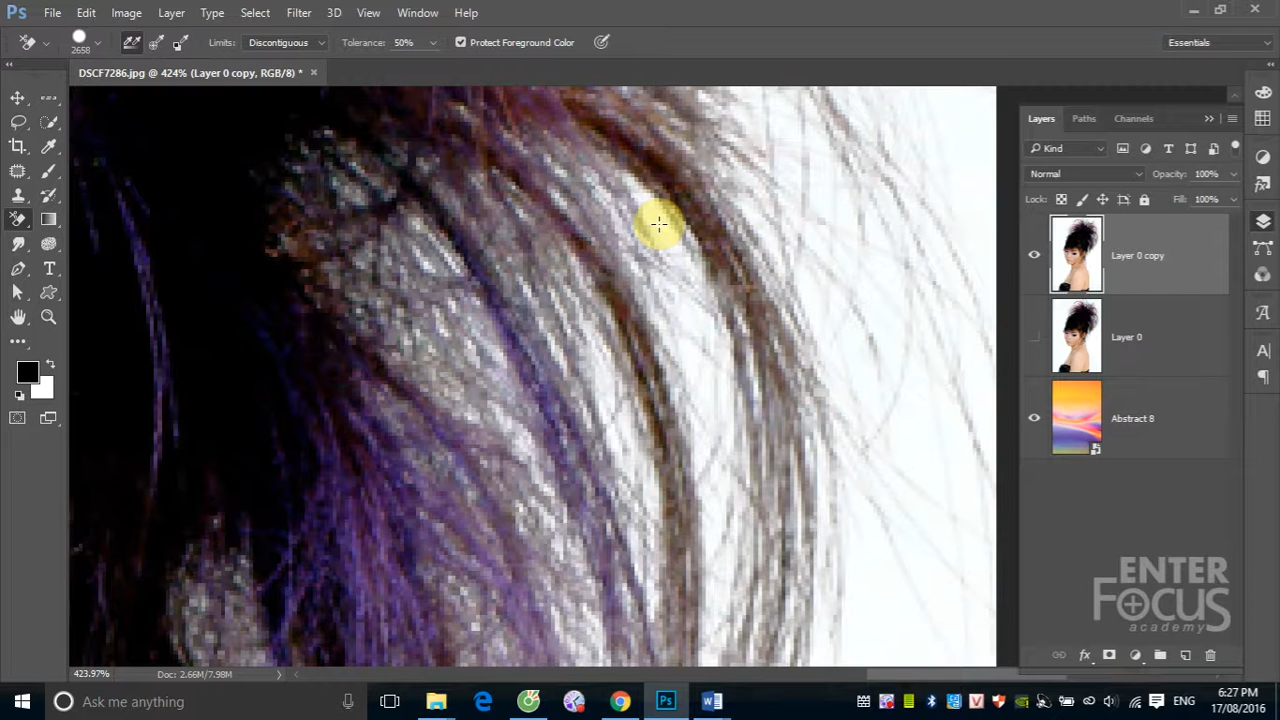 Ps File Edit Image Layer Type Select Filter 3D View Window Help
2658 Limits: Discontiguous Tolerance: 50% Protect Foreground Color Essentials
DSCF7286.jpg @ 424% (Layer 0 copy, RGB/8) *
Layers Paths Channels
Kind
Normal Opacity: 100%
Lock: Fill: 100%
Layer 0 copy
Layer 0
Abstract 8
ENTER
FOCUS
academy
423.97% Doc: 2.66M/7.98M
Ask me anything
ENG
6:27 PM
17/08/2016